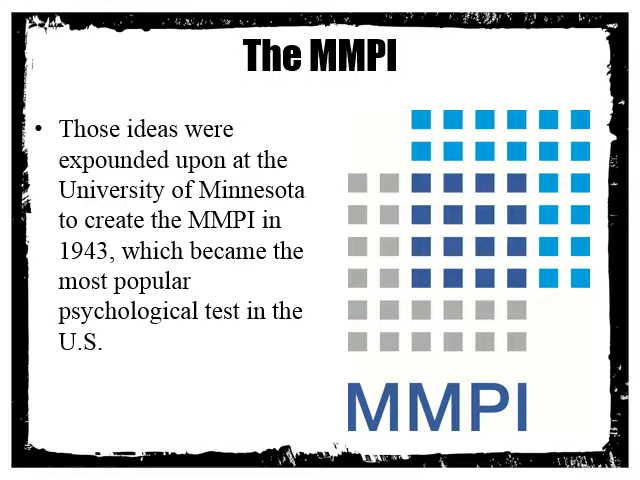 The MMPI
• Those ideas were
expounded upon at the
University of Minnesota
to create the MMPI in
1943, which became the
most popular
psychological test in the
U.S.
MMPI